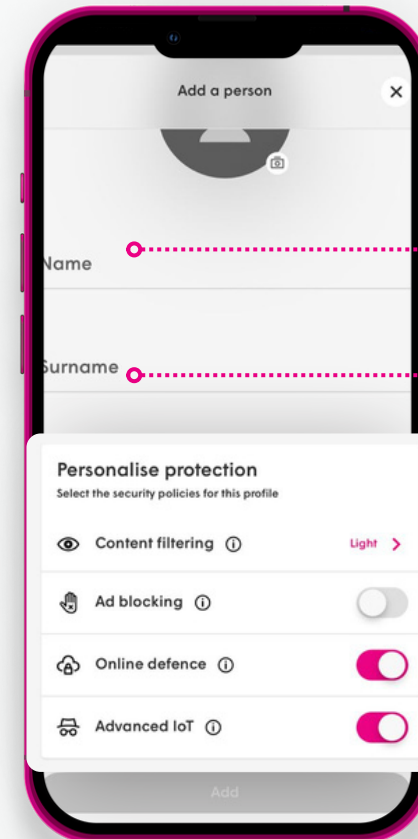 Add a person
Name
Surname
Personalise protection
Select the security policies for this profile
Content filtering
Light
Ad blocking
Online defence
Advanced IoT
Add